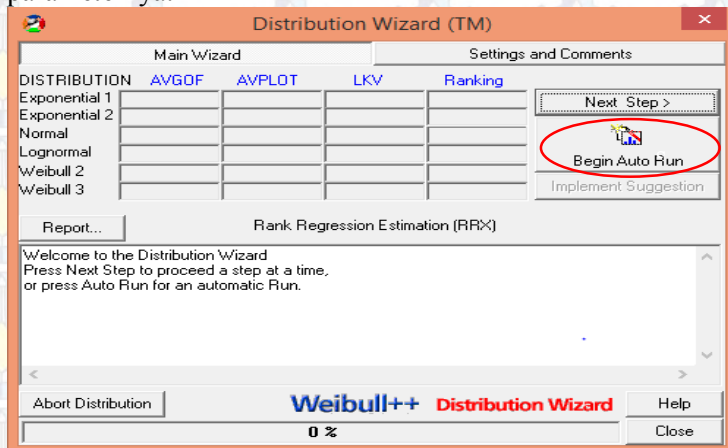 Distribution Wizard (TM)
Main Wizard Settings and Comments
DISTRIBUTION AVGOF AVPLOT LKV Ranking
Exponential 1
Exponential 2
Normal
Lognormal
Weibull 2
Weibull 3
Next Step >
Begin Auto Run
Implement Suggestion
Report... Rank Regression Estimation (RRX)
Welcome to the Distribution Wizard
Press Next Step to proceed a step at a time,
or press Auto Run for an automatic Run.
Abort Distribution Weibull++ Distribution Wizard Help
0 % Close